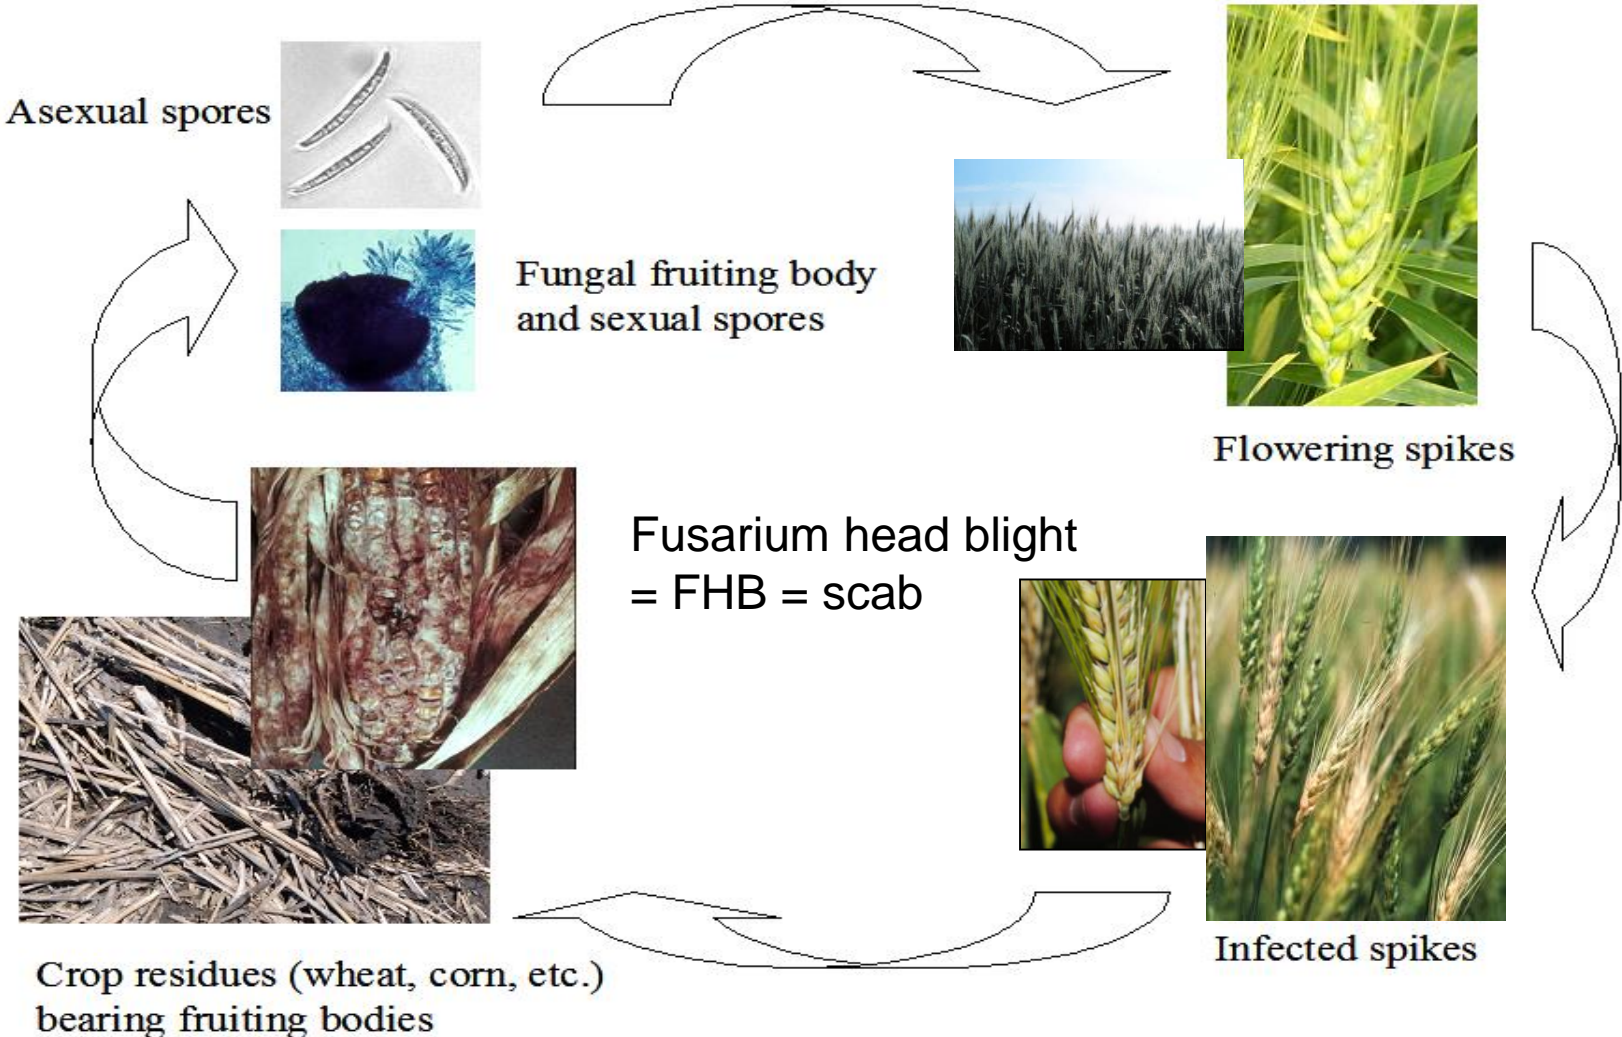 Asexual spores
Fungal fruiting body
and sexual spores
Flowering spikes
Fusarium head blight
= FHB = scab
Infected spikes
Crop residues (wheat, corn, etc.)
bearing fruiting bodies